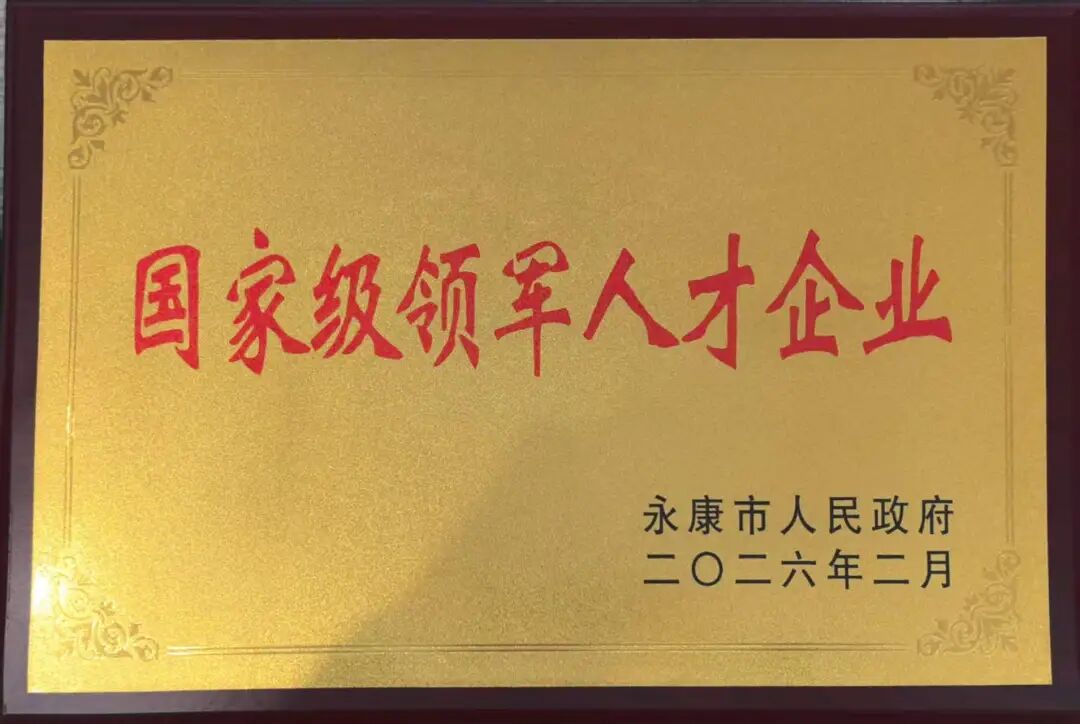 国家级领军人才企业
永康市人民政府
二〇二六年二月